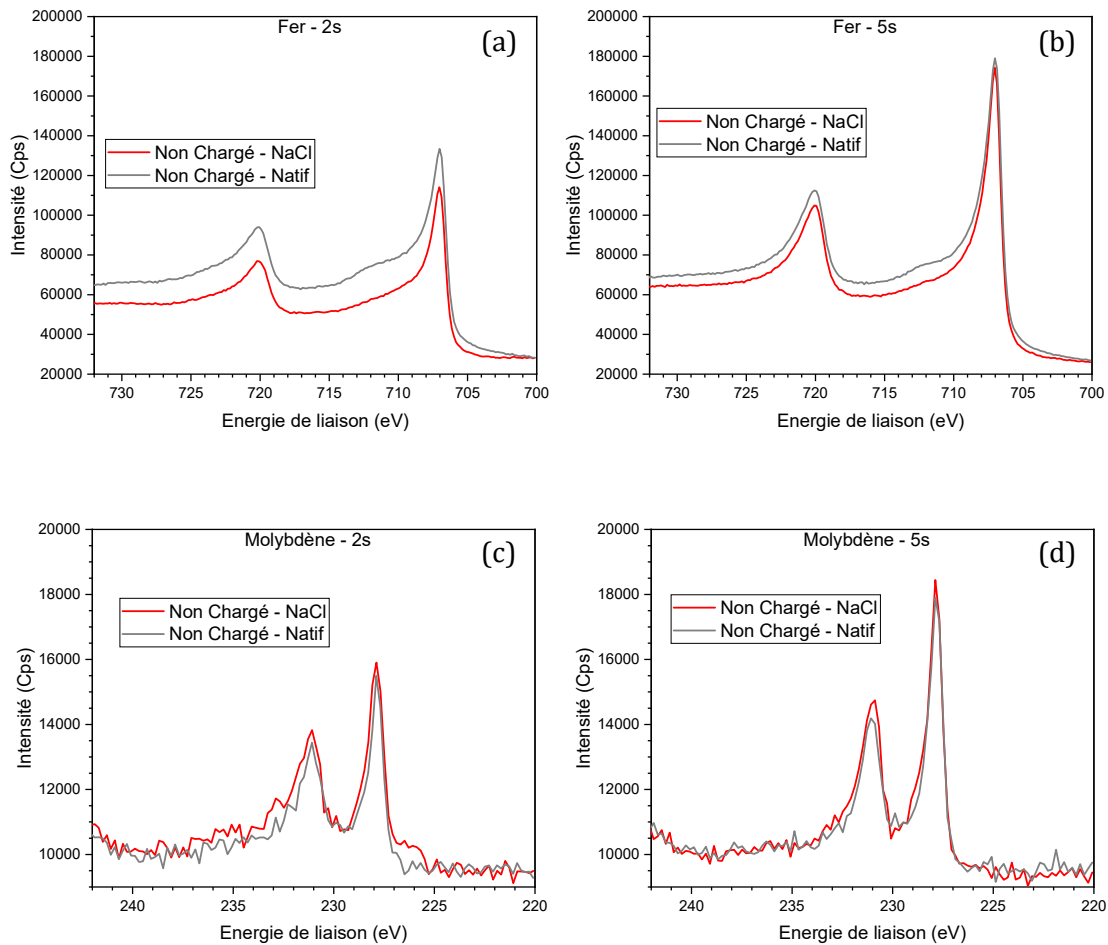 Fer - 2s
(a)
200000
180000
160000
140000
120000
100000
80000
60000
40000
20000
Intensité (Cps)
Non Chargé - NaCl
Non Chargé - Natif
730 725 720 715 710 705 700
Energie de liaison (eV)
Fer - 5s
(b)
200000
180000
160000
140000
120000
100000
80000
60000
40000
20000
Intensité (Cps)
Non Chargé - NaCl
Non Chargé - Natif
730 725 720 715 710 705 700
Energie de liaison (eV)
Molybdène - 2s
(c)
20000
18000
16000
14000
12000
10000
Intensité (Cps)
Non Chargé - NaCl
Non Chargé - Natif
240 235 230 225 220
Energie de liaison (eV)
Molybdène - 5s
(d)
20000
18000
16000
14000
12000
10000
Intensité (Cps)
Non Chargé - NaCl
Non Chargé - Natif
240 235 230 225 220
Energie de liaison (eV)